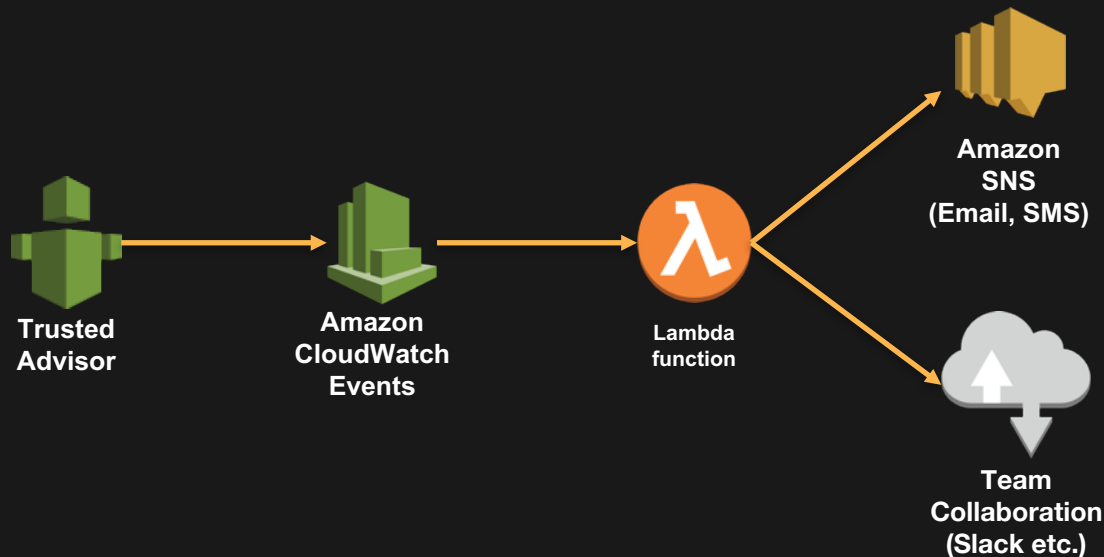 Trusted
Advisor
Amazon
CloudWatch
Events
λ
Lambda
function
Amazon
SNS
(Email, SMS)
Team
Collaboration
(Slack etc.)